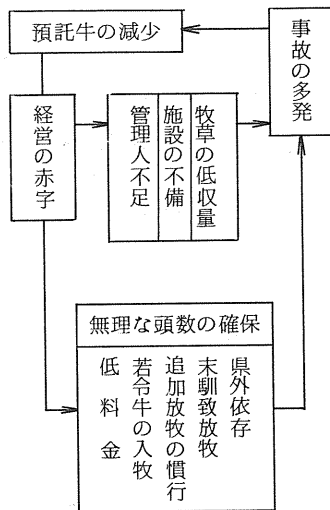 預託牛の減少
事故の多発
経営の赤字
牧草の低収量
施設の不備
管理人不足
無理な頭数の確保
県外依存
末馴致放牧
追加放牧の慣行
若令牛の入牧
低料金